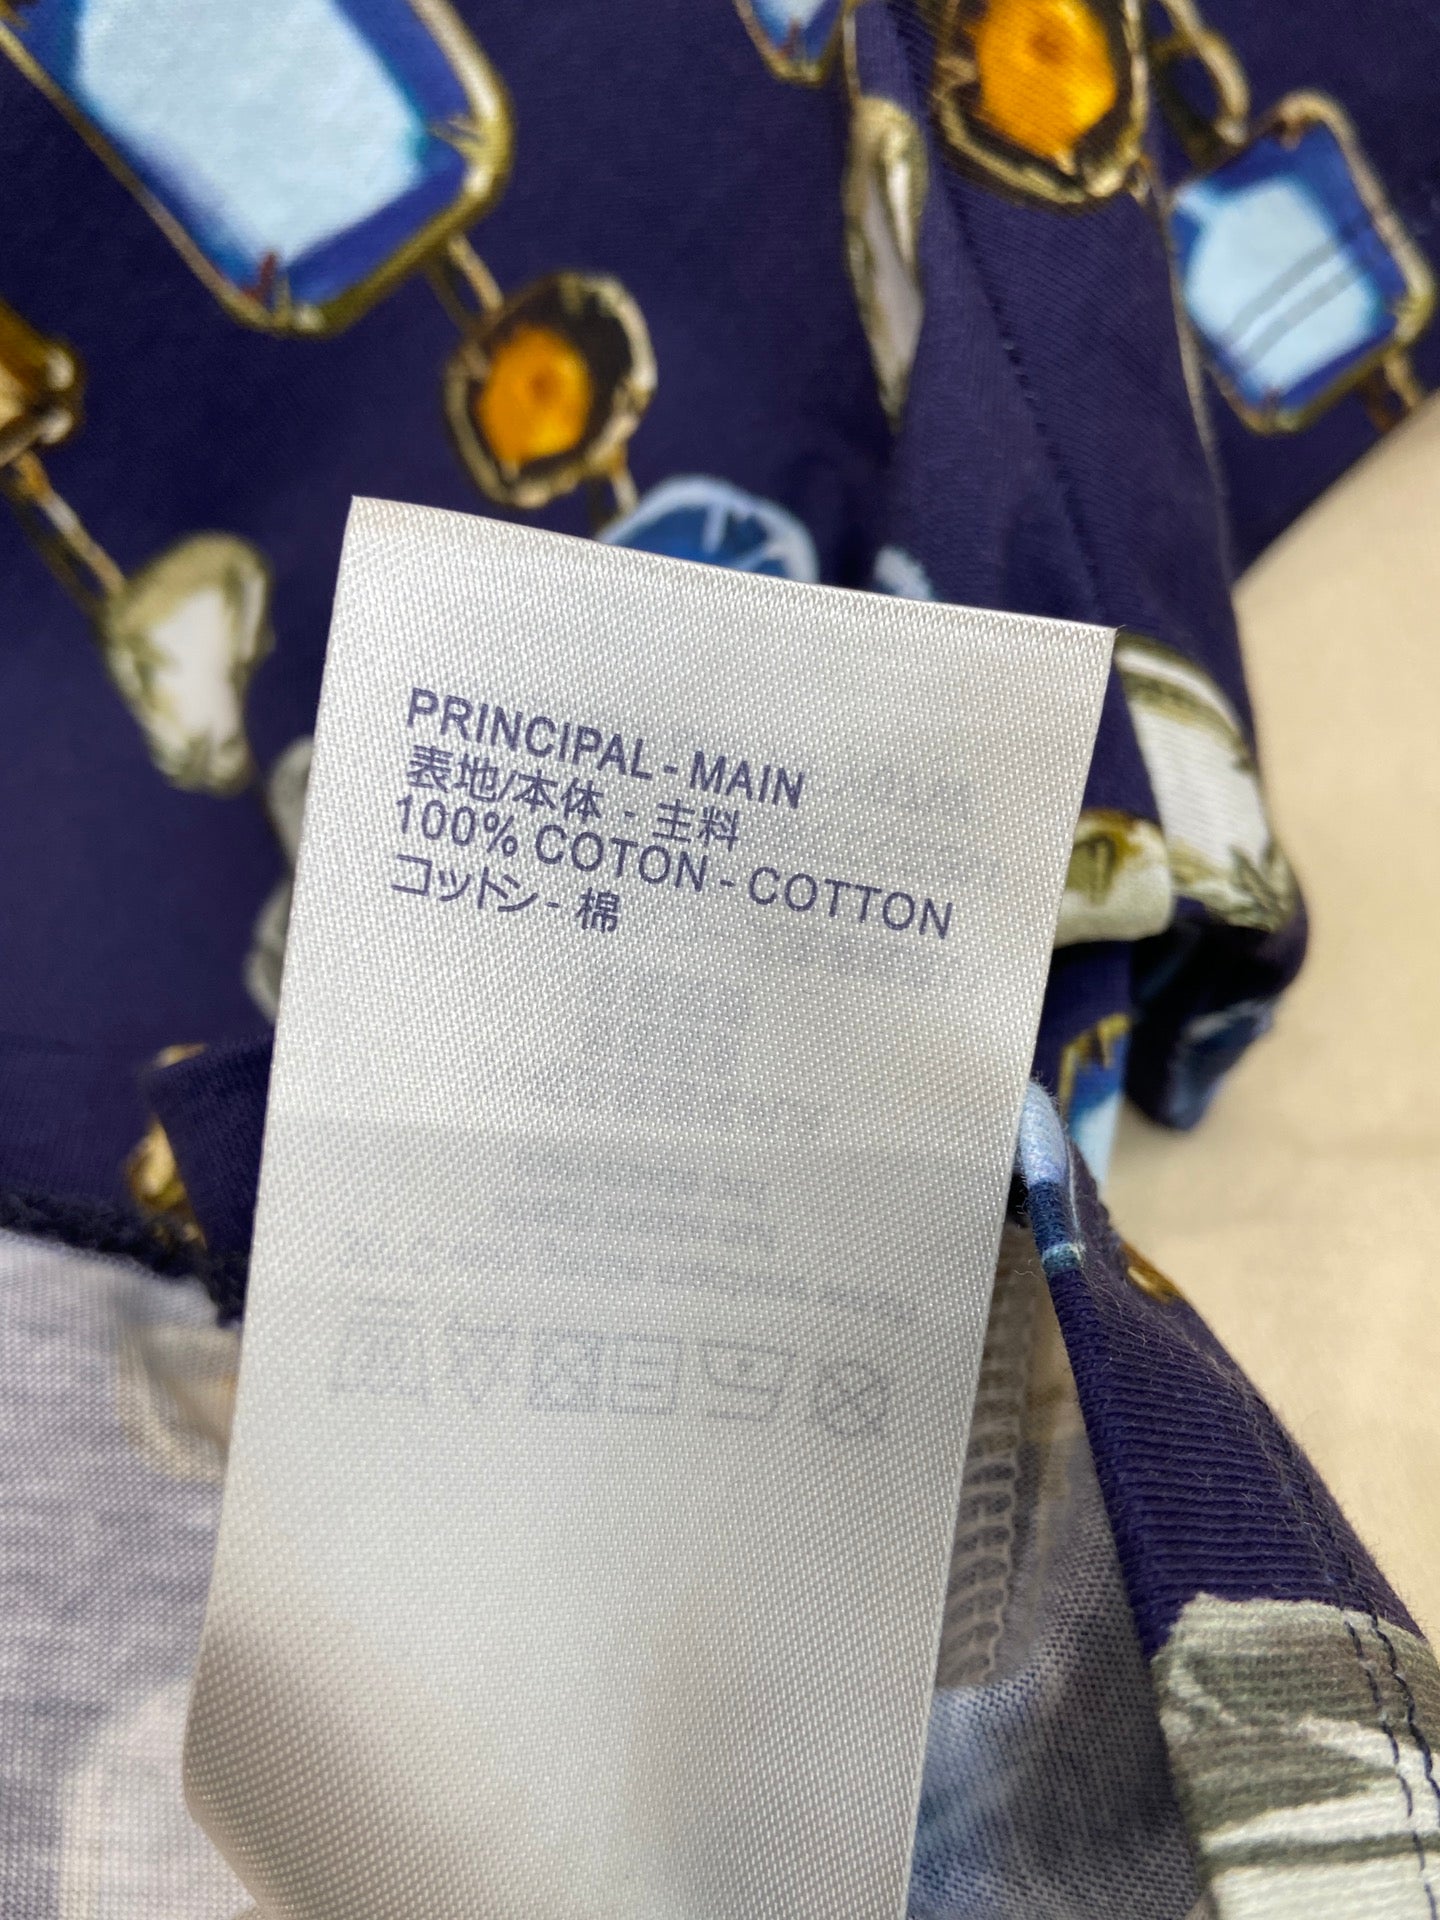 PRINCIPAL - MAIN
表地/本体 - 主料
100% COTON - COTTON
コットン - 棉